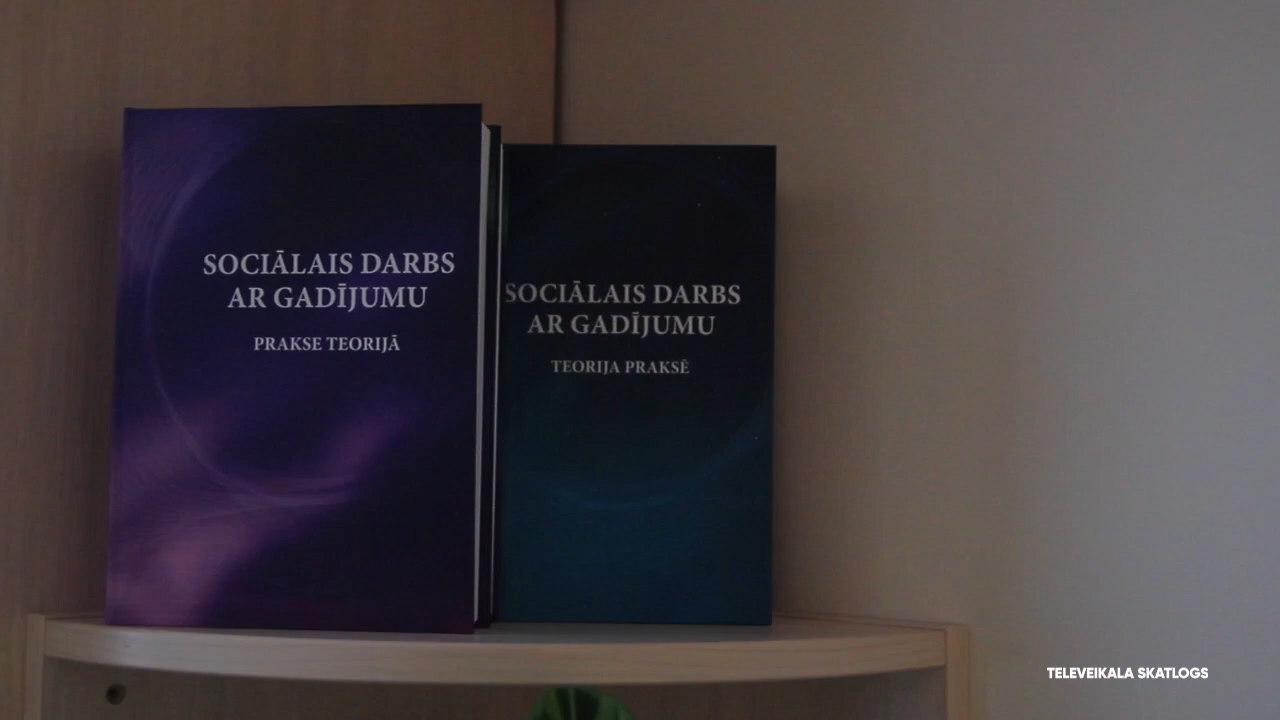 SOCIĀLAIS DARBS
AR GADĪJUMU
PRAKSE TEORIJĀ
SOCIĀLAIS DARBS
AR GADĪJUMU
TEORIJA PRAKSĒ
TELEVEIKALA SKATLOGS